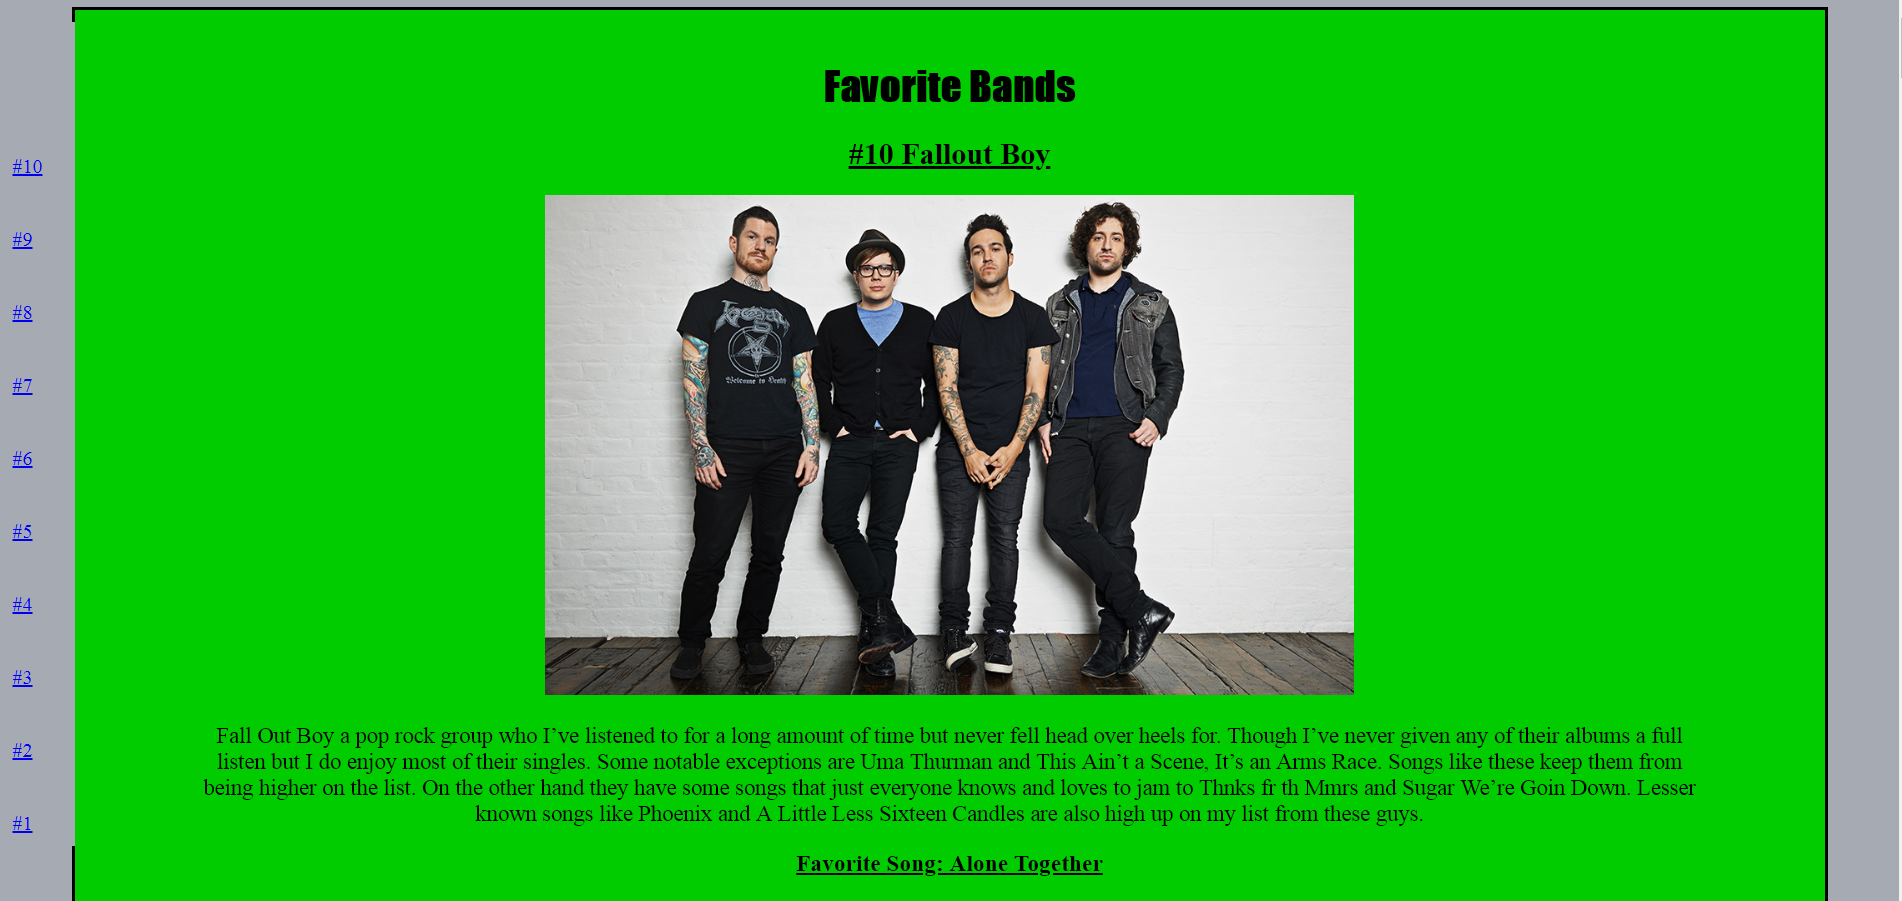 Favorite Bands
#10 Fallout Boy
#10
#9
#8
#7
#6
#5
#4
#3
#2
#1
Welcome to Death
Fall Out Boy a pop rock group who I’ve listened to for a long amount of time but never fell head over heels for. Though I’ve never given any of their albums a full
listen but I do enjoy most of their singles. Some notable exceptions are Uma Thurman and This Ain’t a Scene, It’s an Arms Race. Songs like these keep them from
being higher on the list. On the other hand they have some songs that just everyone knows and loves to jam to Thnks fr th Mmrs and Sugar We’re Goin Down. Lesser
known songs like Phoenix and A Little Less Sixteen Candles are also high up on my list from these guys.
Favorite Song: Alone Together